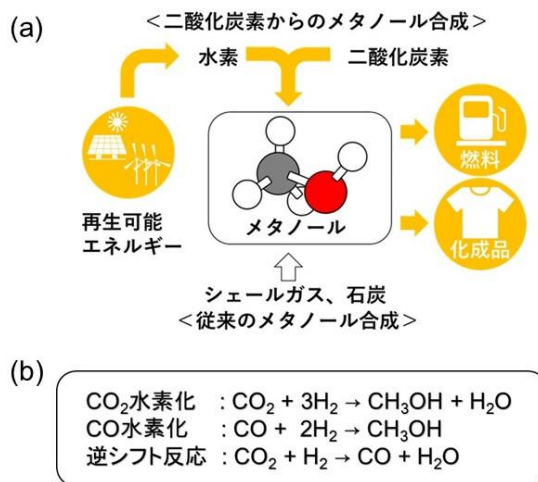 (a)
＜二酸化炭素からのメタノール合成＞
水素 二酸化炭素
燃料
再生可能
エネルギー
メタノール
化成品
シェールガス、石炭
＜従来のメタノール合成＞
(b)
CO₂水素化 : CO₂ + 3H₂ → CH₃OH + H₂O
CO水素化 : CO + 2H₂ → CH₃OH
逆シフト反応 : CO₂ + H₂ → CO + H₂O